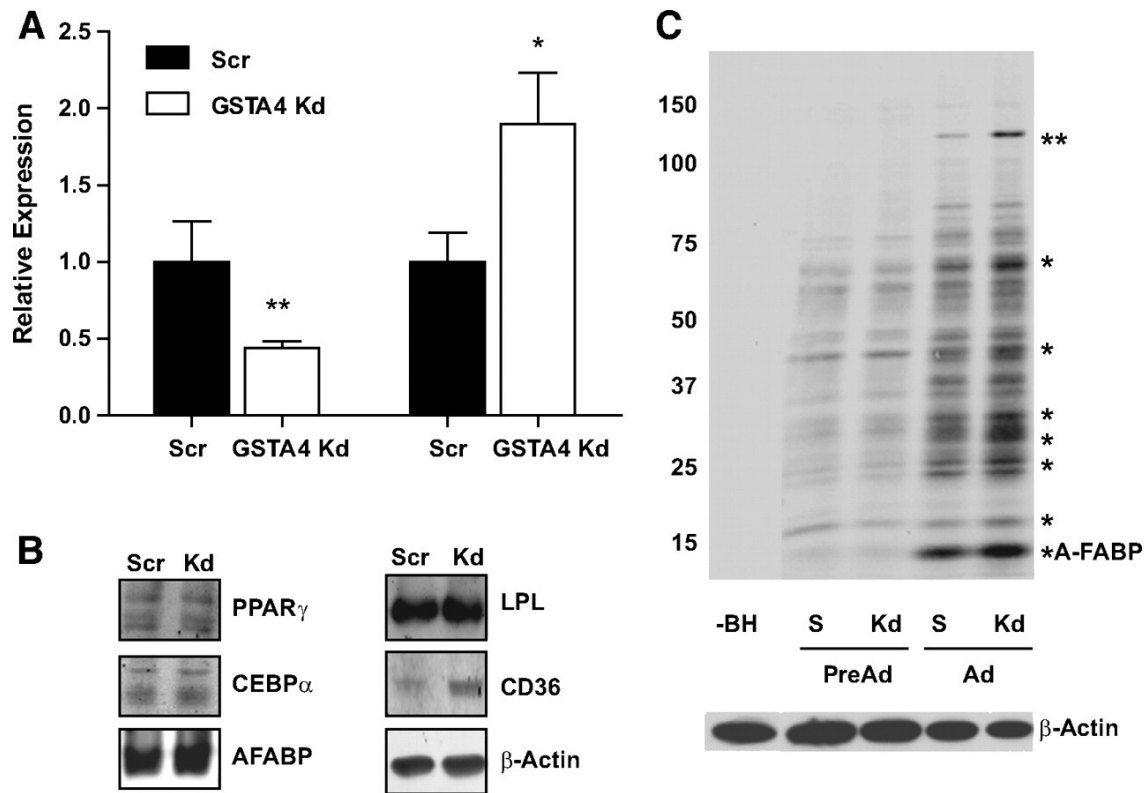 A
2.5
2.0
1.5
1.0
0.5
0.0
Relative Expression
Scr
GSTA4 Kd
**
*
Scr GSTA4 Kd Scr GSTA4 Kd
B
Scr Kd
PPARγ
CEBPα
AFABP
Scr Kd
LPL
CD36
β-Actin
C
150
100
75
50
37
25
15
**
*
*
*
*
*
*
*A-FABP
-BH S Kd S Kd
PreAd Ad
β-Actin